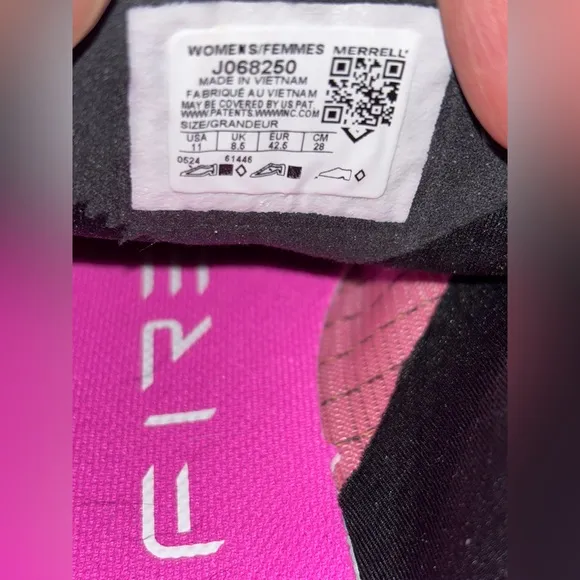 WOMENS/FEMMES MERRELL
J068250
MADE IN VIETNAM
FABRIQUÉ AU VIETNAM
MAY BE COVERED BY US PAT.
WWW.PATENTS.WWWINC.COM
SIZE/GRANDEUR
USA UK EUR CM
11 8.5 42.5 28
0524 61446
FIRE